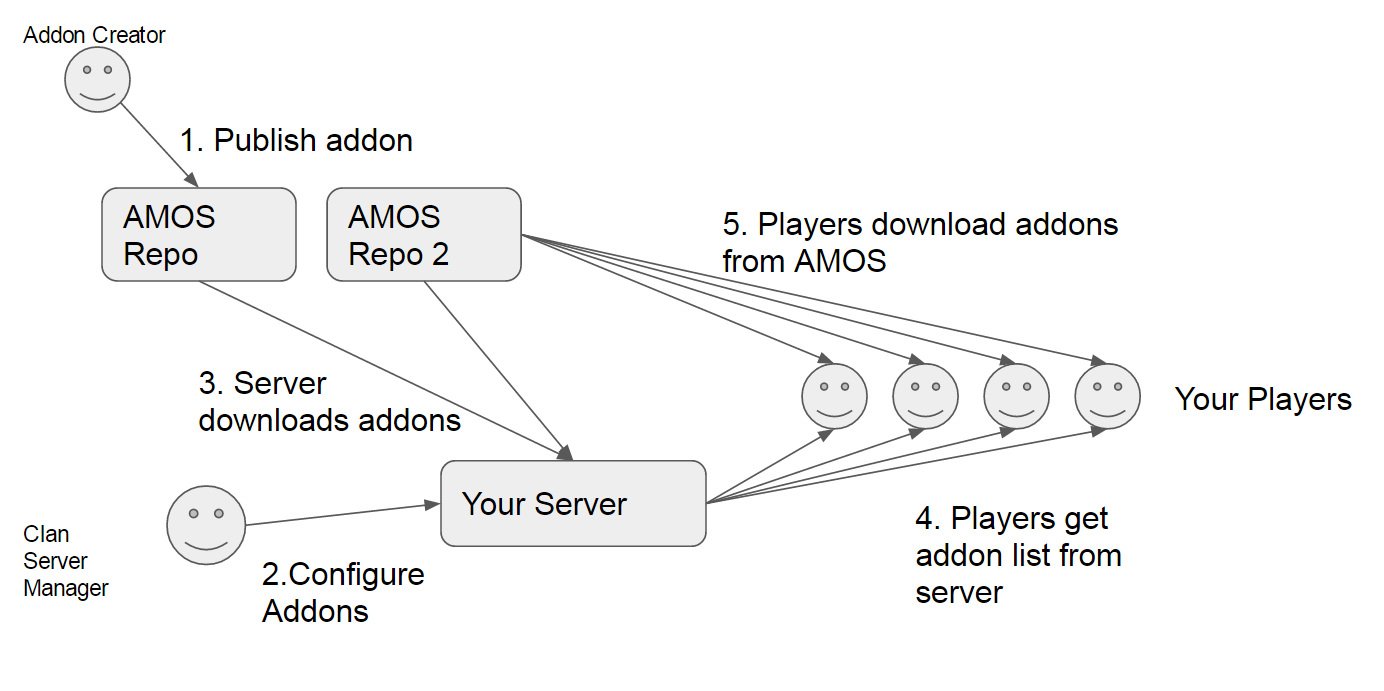 Addon Creator
1. Publish addon
AMOS
Repo
AMOS
Repo 2
5. Players download addons
from AMOS
3. Server
downloads addons
Your Players
Your Server
Clan
Server
Manager
2.Configure
Addons
4. Players get
addon list from
server